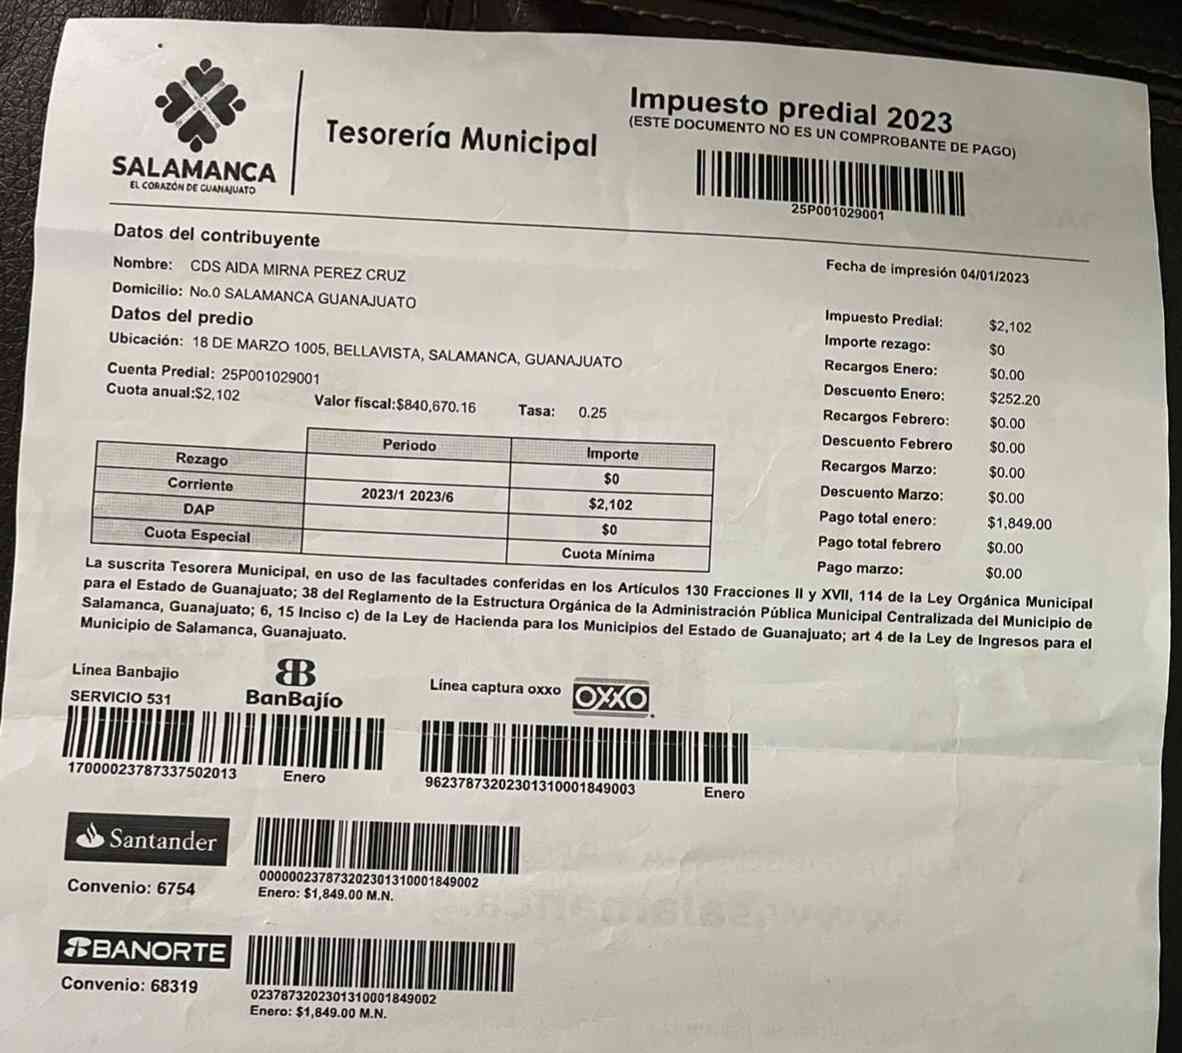 SALAMANCA
EL CORAZÓN DE GUANAJUATO
Tesorería Municipal
Impuesto predial 2023
(ESTE DOCUMENTO NO ES UN COMPROBANTE DE PAGO)
25P001029001
Datos del contribuyente
Nombre: CDS AIDA MIRNA PEREZ CRUZ
Domicilio: No.0 SALAMANCA GUANAJUATO
Datos del predio
Ubicación: 18 DE MARZO 1005, BELLAVISTA, SALAMANCA, GUANAJUATO
Cuenta Predial: 25P001029001
Cuota anual:$2,102 Valor fiscal:$840,670.16 Tasa: 0.25
Fecha de impresión 04/01/2023
Impuesto Predial: $2,102
Importe rezago: $0
Recargos Enero: $0.00
Descuento Enero: $252.20
Recargos Febrero: $0.00
Descuento Febrero $0.00
Recargos Marzo: $0.00
Descuento Marzo: $0.00
Pago total enero: $1,849.00
Pago total febrero $0.00
Pago marzo: $0.00
Periodo Importe
Rezago $0
Corriente 2023/1 2023/6 $2,102
DAP $0
Cuota Especial Cuota Mínima
La suscrita Tesorera Municipal, en uso de las facultades conferidas en los Artículos 130 Fracciones II y XVII, 114 de la Ley Orgánica Municipal
para el Estado de Guanajuato; 38 del Reglamento de la Estructura Orgánica de la Administración Pública Municipal Centralizada del Municipio de
Salamanca, Guanajuato; 6, 15 Inciso c) de la Ley de Hacienda para los Municipios del Estado de Guanajuato; art 4 de la Ley de Ingresos para el
Municipio de Salamanca, Guanajuato.
Línea Banbajio
SERVICIO 531
BanBajío
17000023787337502013 Enero
Línea captura oxxo OXXO
96237873202301310001849003 Enero
Santander
Convenio: 6754
000000237873202301310001849002
Enero: $1,849.00 M.N.
BANORTE
Convenio: 68319
0237873202301310001849002
Enero: $1,849.00 M.N.